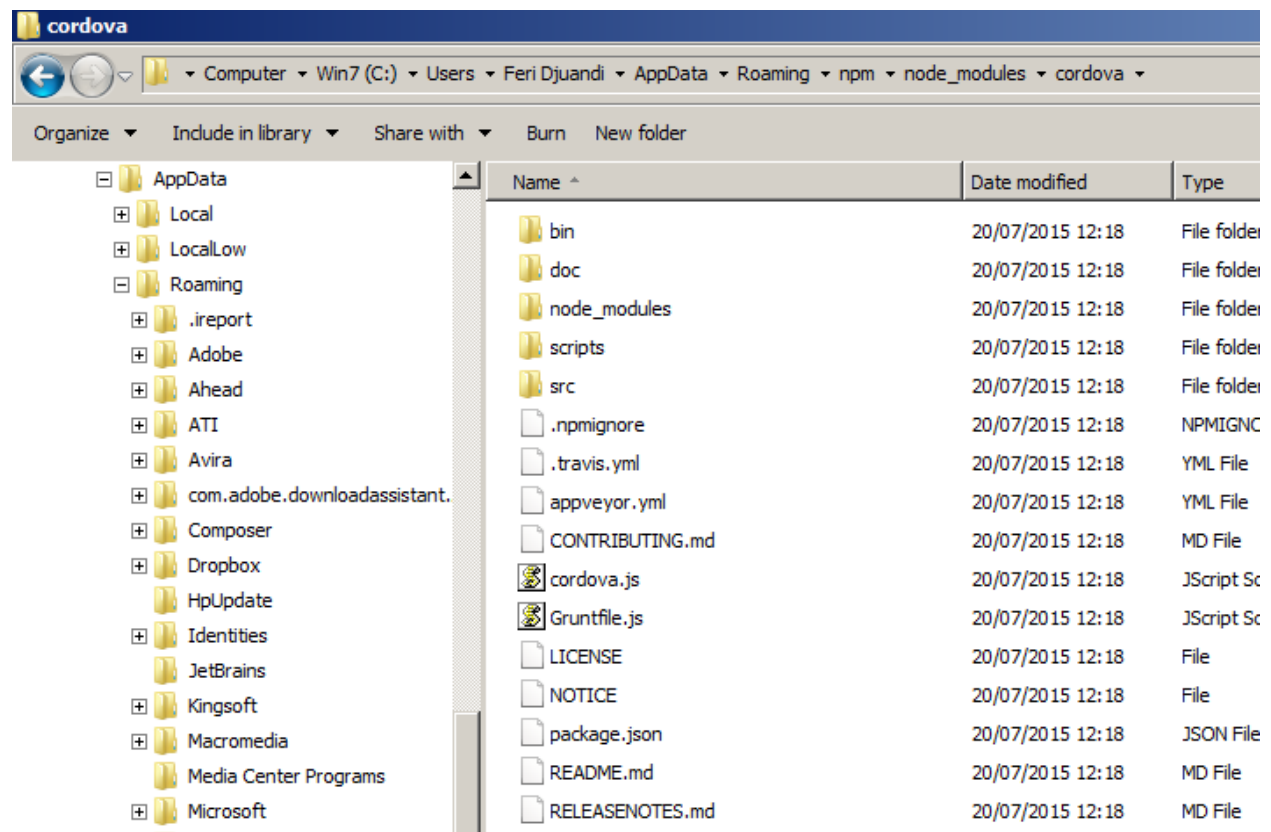 cordova
Computer Win7 (C:) Users Feri Djuandi AppData Roaming npm node_modules cordova
Organize Include in library Share with Burn New folder
AppData
Local
LocalLow
Roaming
.ireport
Adobe
Ahead
ATI
Avira
com.adobe.downloadassistant.
Composer
Dropbox
HpUpdate
Identities
JetBrains
Kingsoft
Macromedia
Media Center Programs
Microsoft
Name Date modified Type
bin 20/07/2015 12:18 File folder
doc 20/07/2015 12:18 File folder
node_modules 20/07/2015 12:18 File folder
scripts 20/07/2015 12:18 File folder
src 20/07/2015 12:18 File folder
.npmignore 20/07/2015 12:18 NPMIGNO
.travis.yml 20/07/2015 12:18 YML File
appveyor.yml 20/07/2015 12:18 YML File
CONTRIBUTING.md 20/07/2015 12:18 MD File
cordova.js 20/07/2015 12:18 JScript Sc
Gruntfile.js 20/07/2015 12:18 JScript Sc
LICENSE 20/07/2015 12:18 File
NOTICE 20/07/2015 12:18 File
package.json 20/07/2015 12:18 JSON File
README.md 20/07/2015 12:18 MD File
RELEASENOTES.md 20/07/2015 12:18 MD File